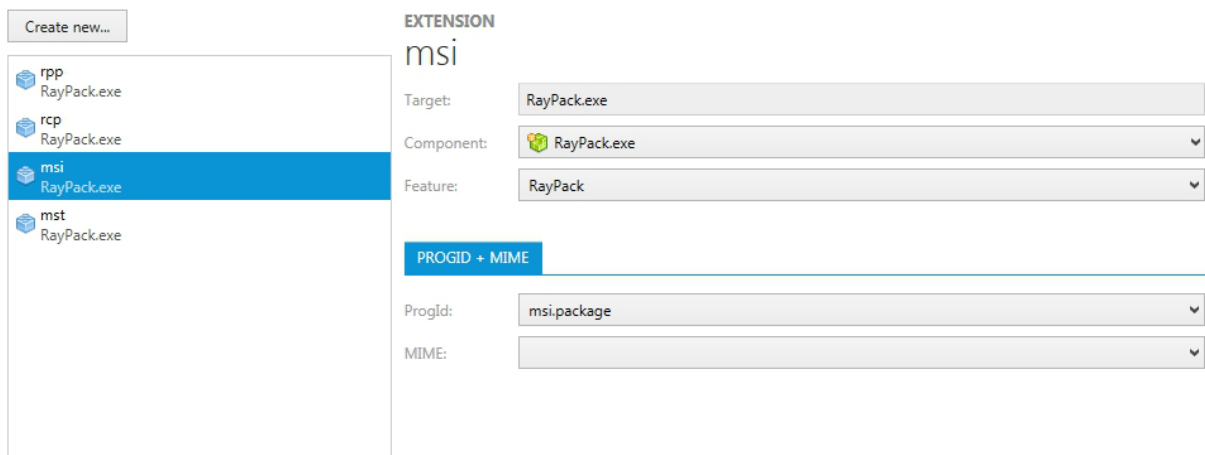 Create new...
rpp
RayPack.exe
rcp
RayPack.exe
msi
RayPack.exe
mst
RayPack.exe
EXTENSION
msi
Target: RayPack.exe
Component: RayPack.exe
Feature: RayPack
PROGID + MIME
ProgId: msi.package
MIME: